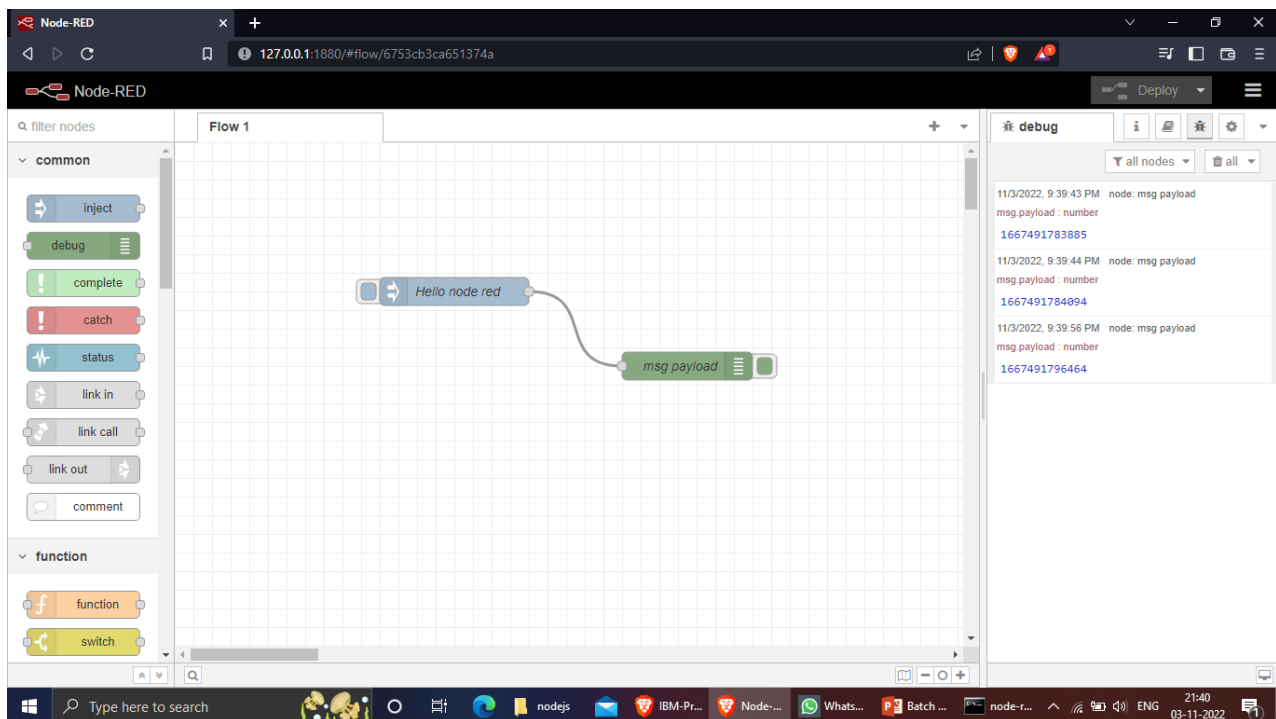 Node-RED
127.0.0.1:1880/#flow/6753cb3ca651374a
Node-RED
Deploy
filter nodes
common
inject
debug
complete
catch
status
link in
link call
link out
comment
function
function
switch
Flow 1
Hello node red
msg payload
debug
all nodes
all
11/3/2022, 9:39:43 PM node: msg payload
msg.payload : number
1667491783885
11/3/2022, 9:39:44 PM node: msg payload
msg.payload : number
1667491784094
11/3/2022, 9:39:56 PM node: msg payload
msg.payload : number
1667491796464
Type here to search
nodejs
IBM-Pr...
Node-...
Whats...
Batch ...
node-r...
ENG
21:40
03-11-2022